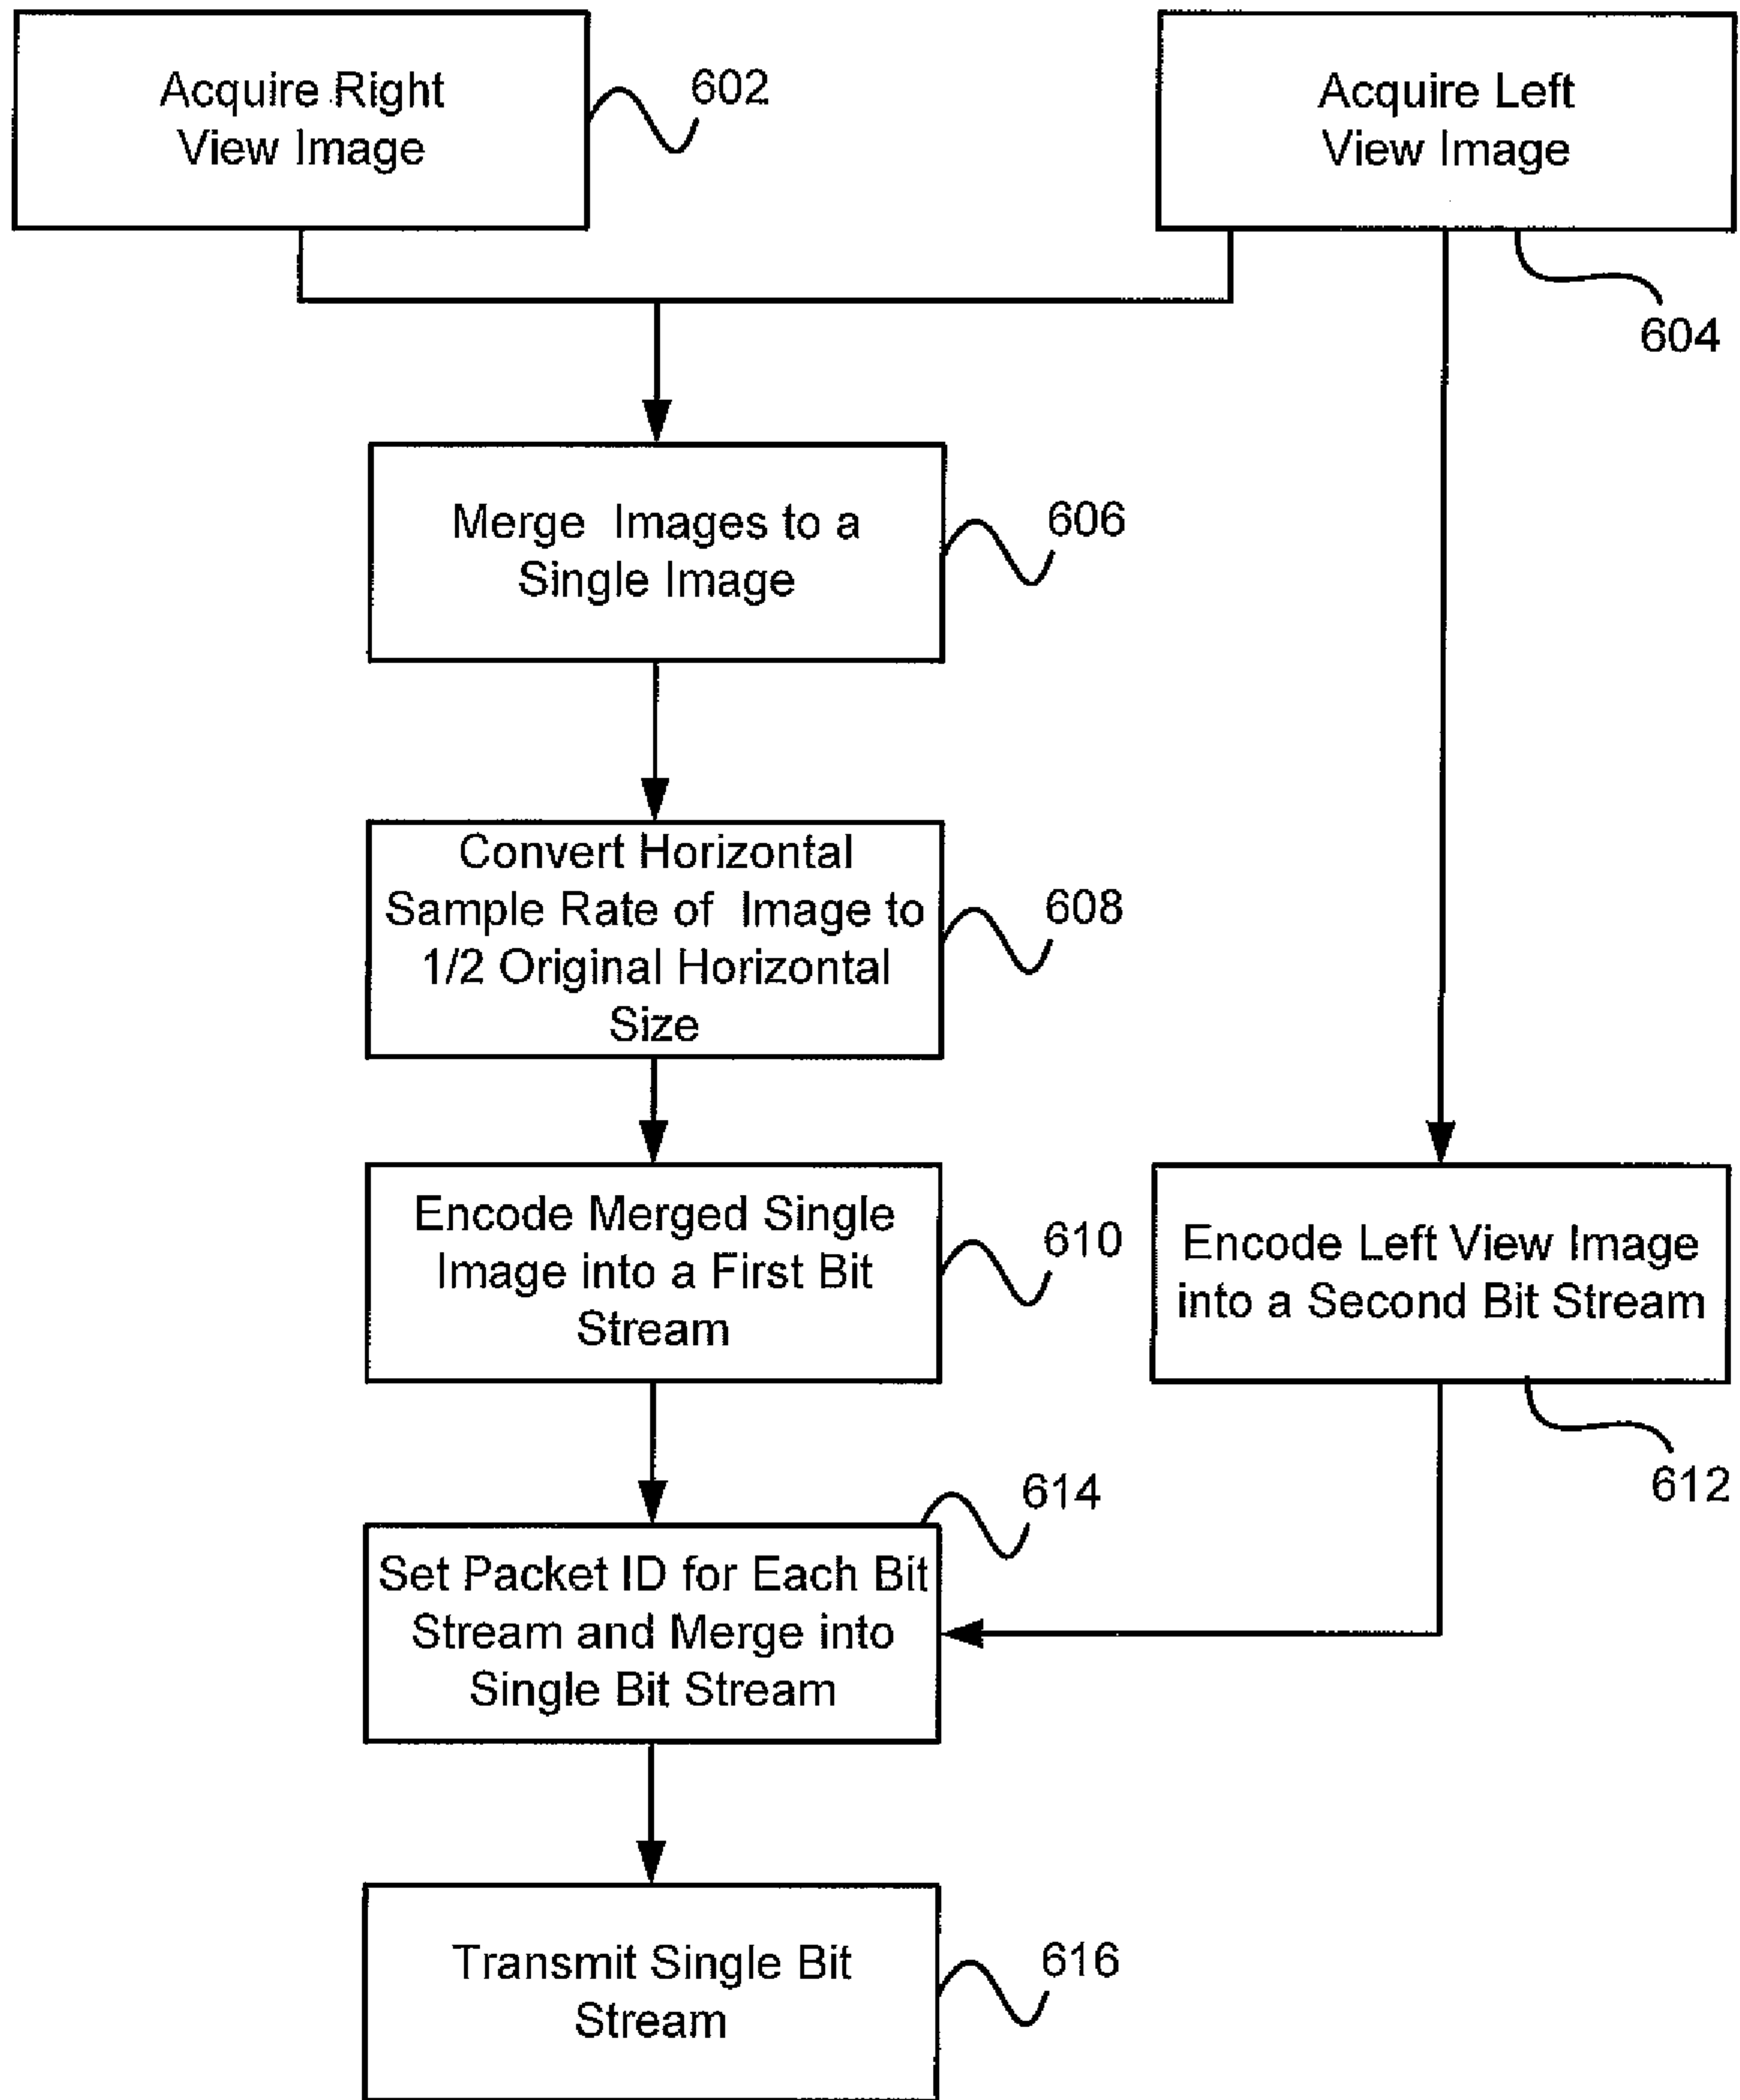 Acquire Right
View Image
602
Acquire Left
View Image
604
Merge Images to a
Single Image
606
Convert Horizontal
Sample Rate of Image to
1/2 Original Horizontal
Size
608
Encode Merged Single
Image into a First Bit
Stream
610
Encode Left View Image
into a Second Bit Stream
612
614
Set Packet ID for Each Bit
Stream and Merge into
Single Bit Stream
Transmit Single Bit
Stream
616